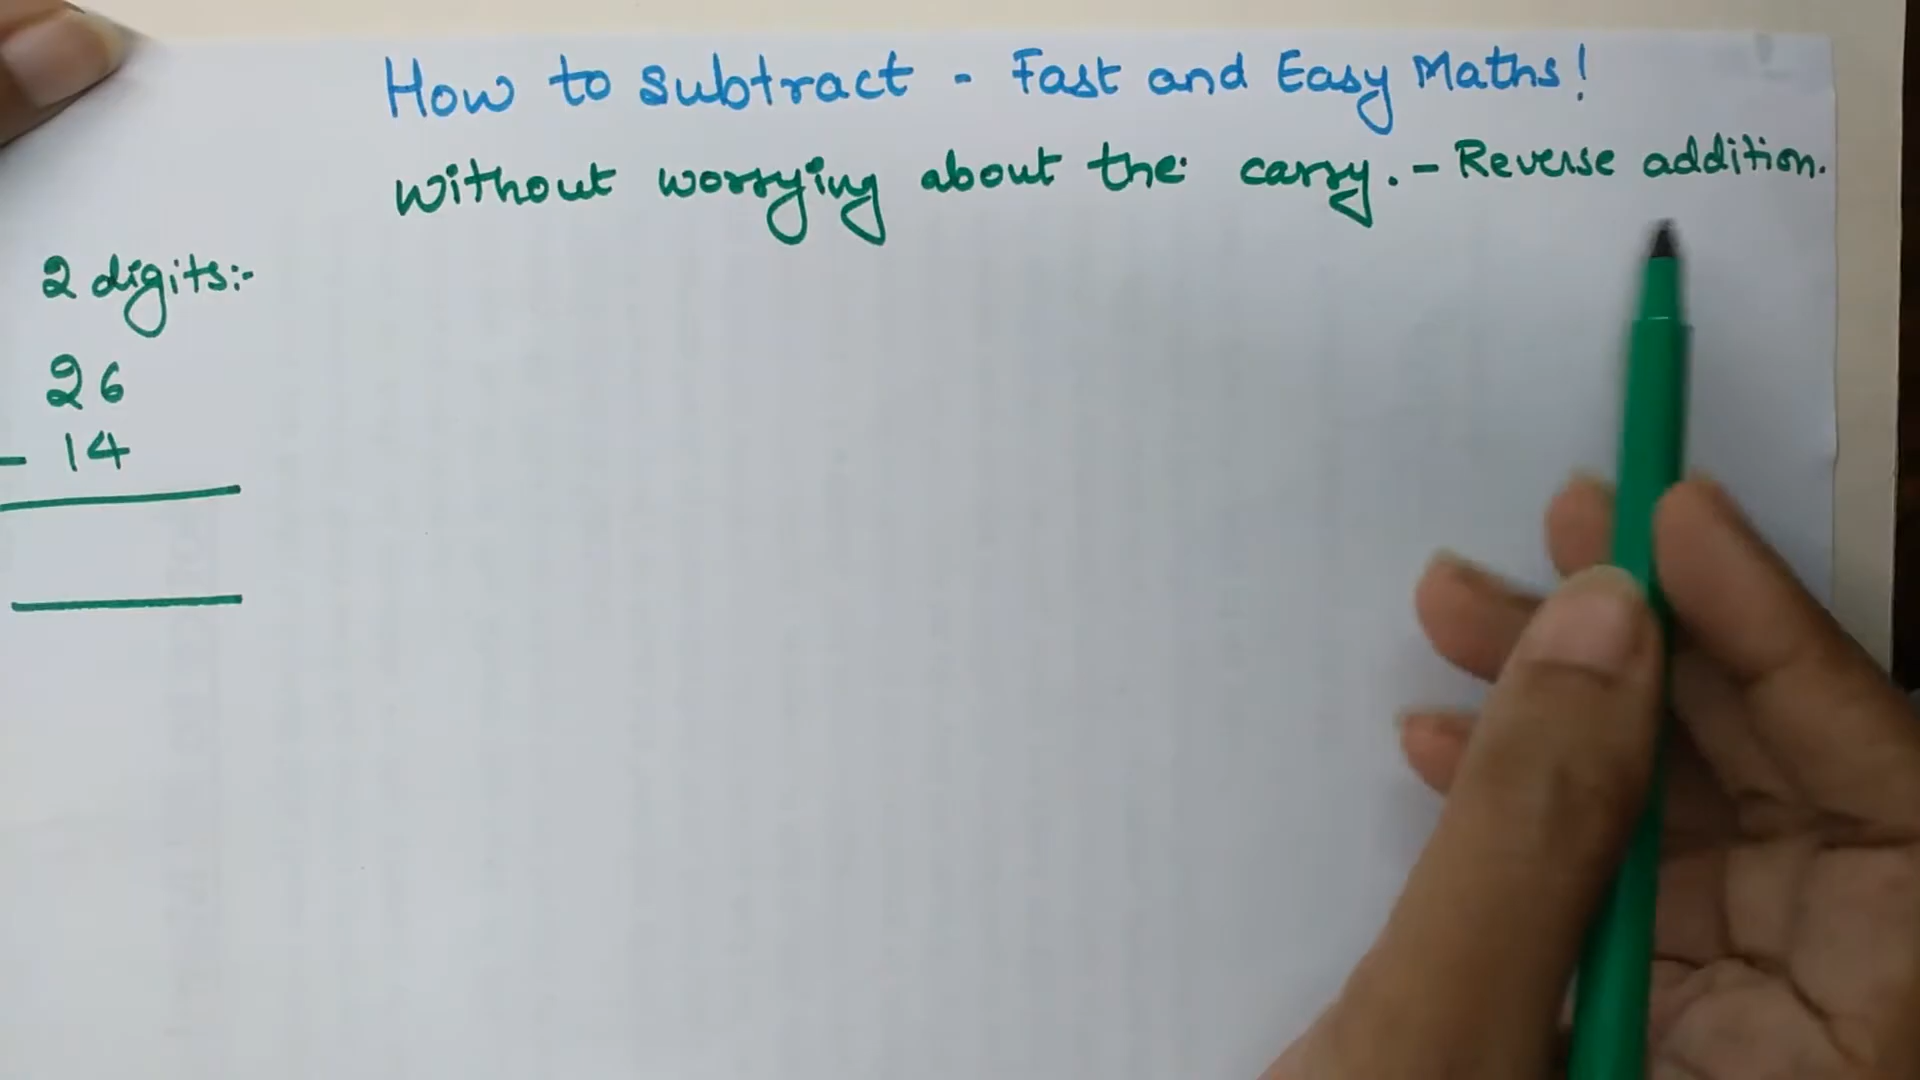 How to subtract - Fast and Easy Maths!
without worrying about the carry. - Reverse addition.
2 digits:-
26
- 14